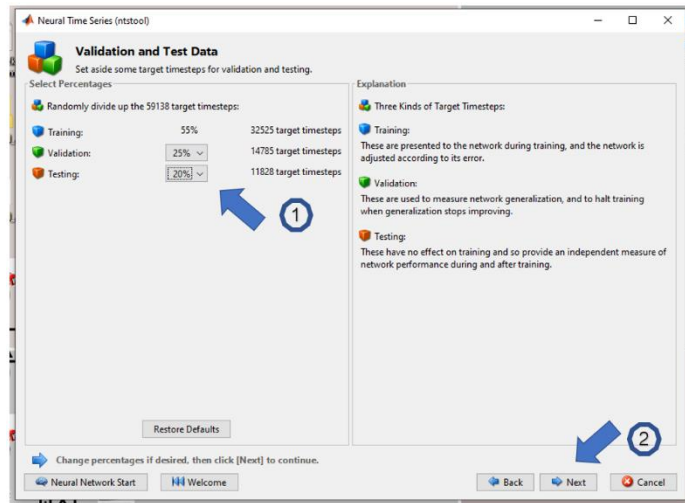 Neural Time Series (ntstool)
Validation and Test Data
Set aside some target timesteps for validation and testing.
Select Percentages
Randomly divide up the 59138 target timesteps:
Training: 55% 32525 target timesteps
Validation: 25% 14785 target timesteps
Testing: 20% 11828 target timesteps
1
Restore Defaults
Explanation
Three Kinds of Target Timesteps:
Training:
These are presented to the network during training, and the network is
adjusted according to its error.
Validation:
These are used to measure network generalization, and to halt training
when generalization stops improving.
Testing:
These have no effect on training and so provide an independent measure of
network performance during and after training.
2
Change percentages if desired, then click [Next] to continue.
Neural Network Start Welcome Back Next Cancel